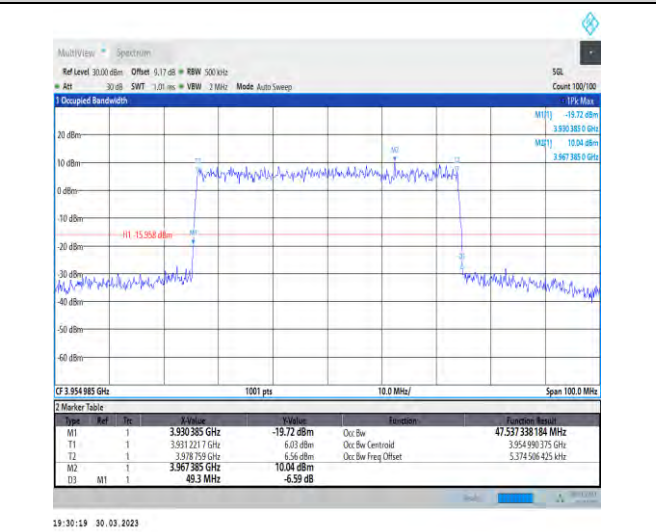 MultiView Spectrum
Ref Level 30.00 dBm Offset 9.17 dB RBW 500 kHz SGL
Att 30 dB SWT 1.01 ms VBW 2 MHz Mode Auto Sweep Count 100/100
1 Occupied Bandwidth 1Pk Max
M1[1] -19.72 dBm
3.930 385 0 GHz
M2[1] 10.04 dBm
3.967 385 0 GHz
20 dBm
M2
10 dBm
T1 T2
0 dBm
-10 dBm
H1 -15.958 dBm
M1
-20 dBm
D3
-30 dBm
-40 dBm
-50 dBm
-60 dBm
CF 3.954 985 GHz 1001 pts 10.0 MHz/ Span 100.0 MHz
2 Marker Table
Type Ref Trc X-Value Y-Value Function Function Result
M1 1 3.930 385 GHz -19.72 dBm Occ Bw 47.537 338 184 MHz
T1 1 3.931 221 7 GHz 6.03 dBm Occ Bw Centroid 3.954 990 375 GHz
T2 1 3.978 759 GHz 6.56 dBm Occ Bw Freq Offset 5.374 506 425 kHz
M2 1 3.967 385 GHz 10.04 dBm
D3 M1 1 49.3 MHz -6.59 dB
19:30:19 30.03.2023